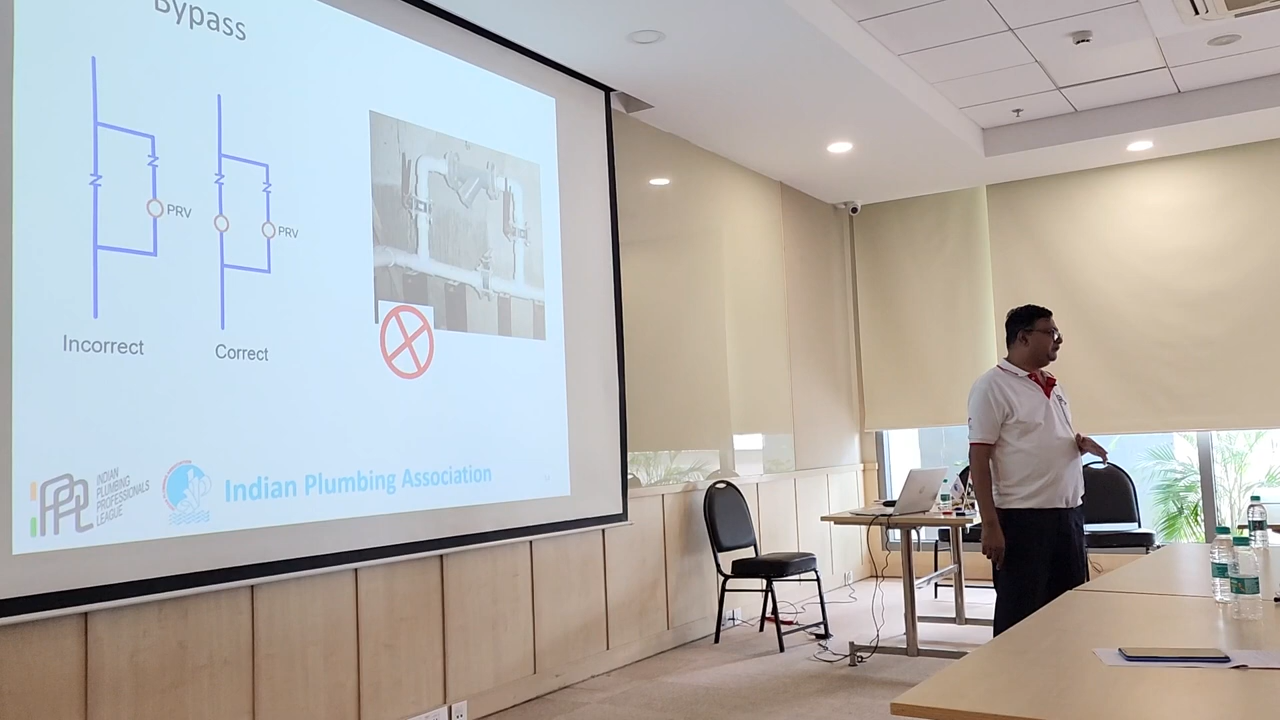 Bypass
PRV
PRV
Incorrect
Correct
INDIAN
PLUMBING
PROFESSIONALS
LEAGUE
Indian Plumbing Association